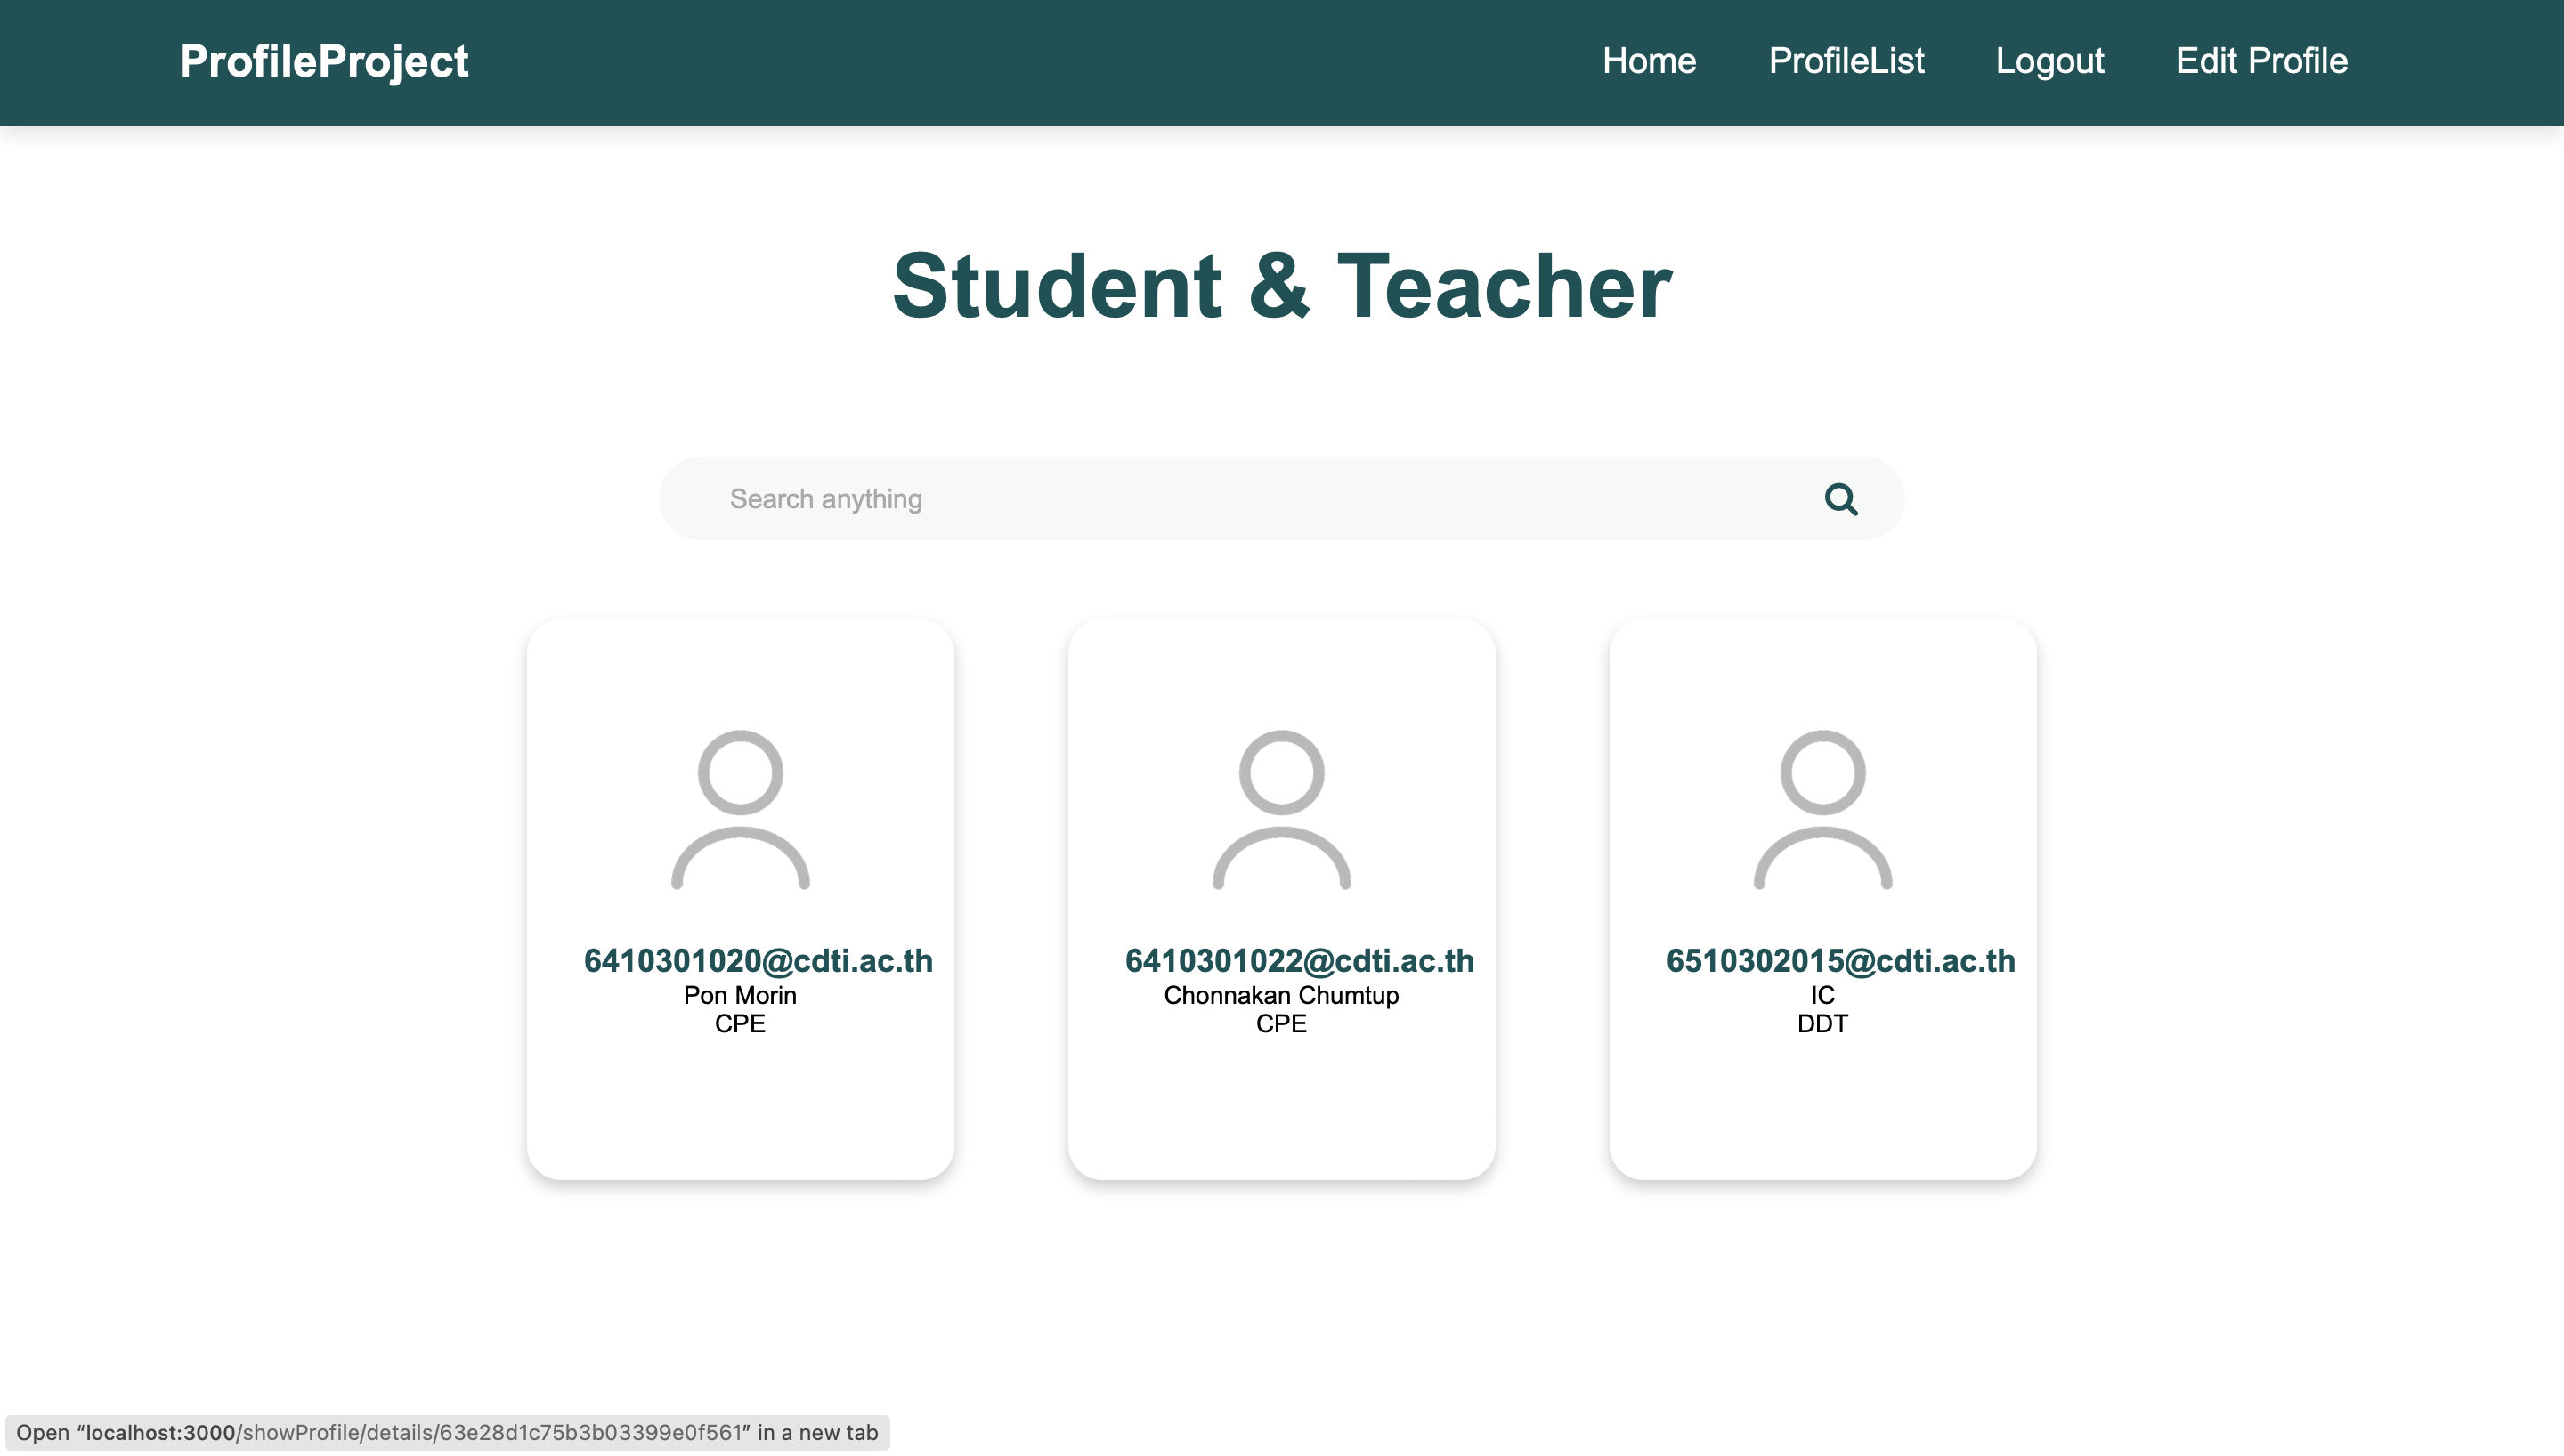 ProfileProject
Home ProfileList Logout Edit Profile
Student & Teacher
Search anything
6410301020@cdti.ac.th
Pon Morin
CPE
6410301022@cdti.ac.th
Chonnakan Chumtup
CPE
6510302015@cdti.ac.th
IC
DDT
Open “localhost:3000/showProfile/details/63e28d1c75b3b03399e0f561” in a new tab